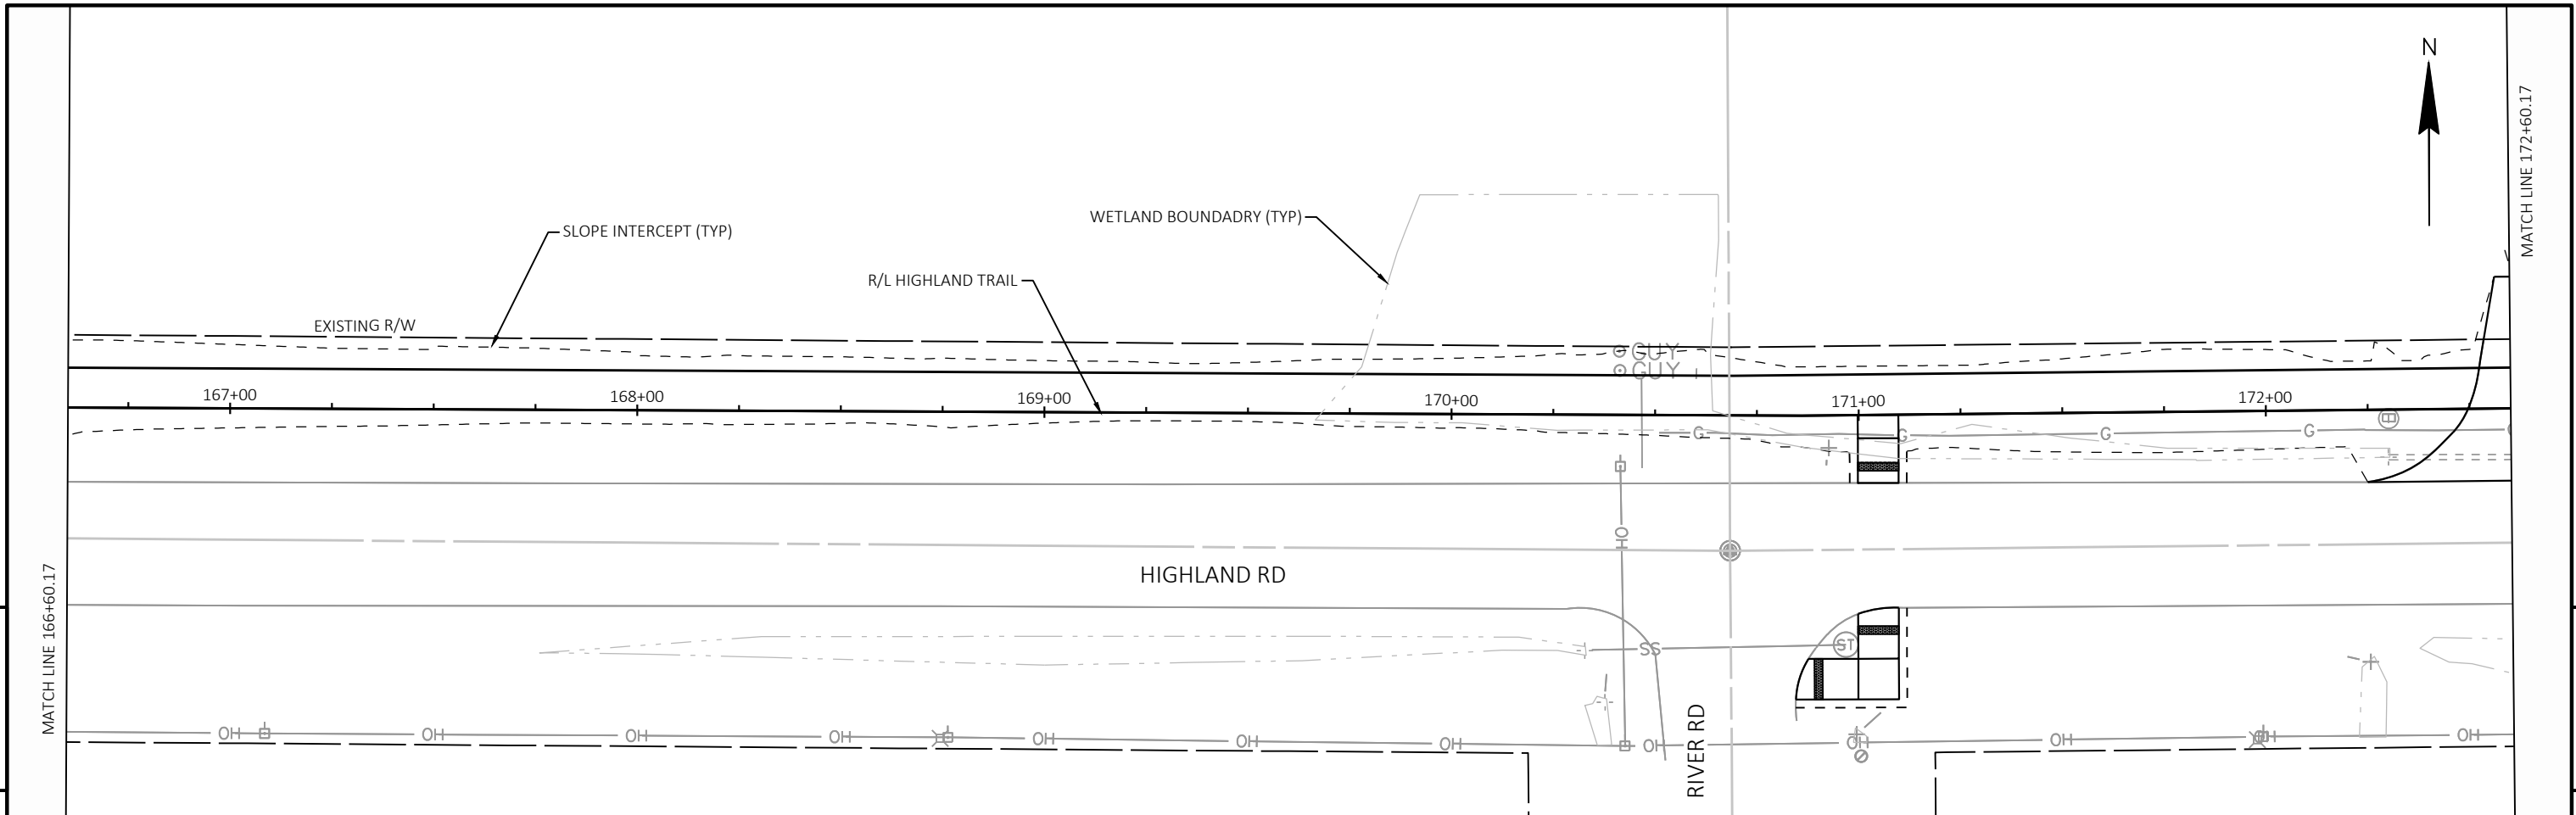 N
MATCH LINE 172+60.17
WETLAND BOUNDADRY (TYP)
SLOPE INTERCEPT (TYP)
R/L HIGHLAND TRAIL
EXISTING R/W
GUY
GUY
167+00
168+00
169+00
170+00
171+00
172+00
G
G
G
G
OH
HIGHLAND RD
MATCH LINE 166+60.17
SS
ST
RIVER RD
OH
OH
OH
OH
OH
OH
OH
OH
OH
OH
OH
OH